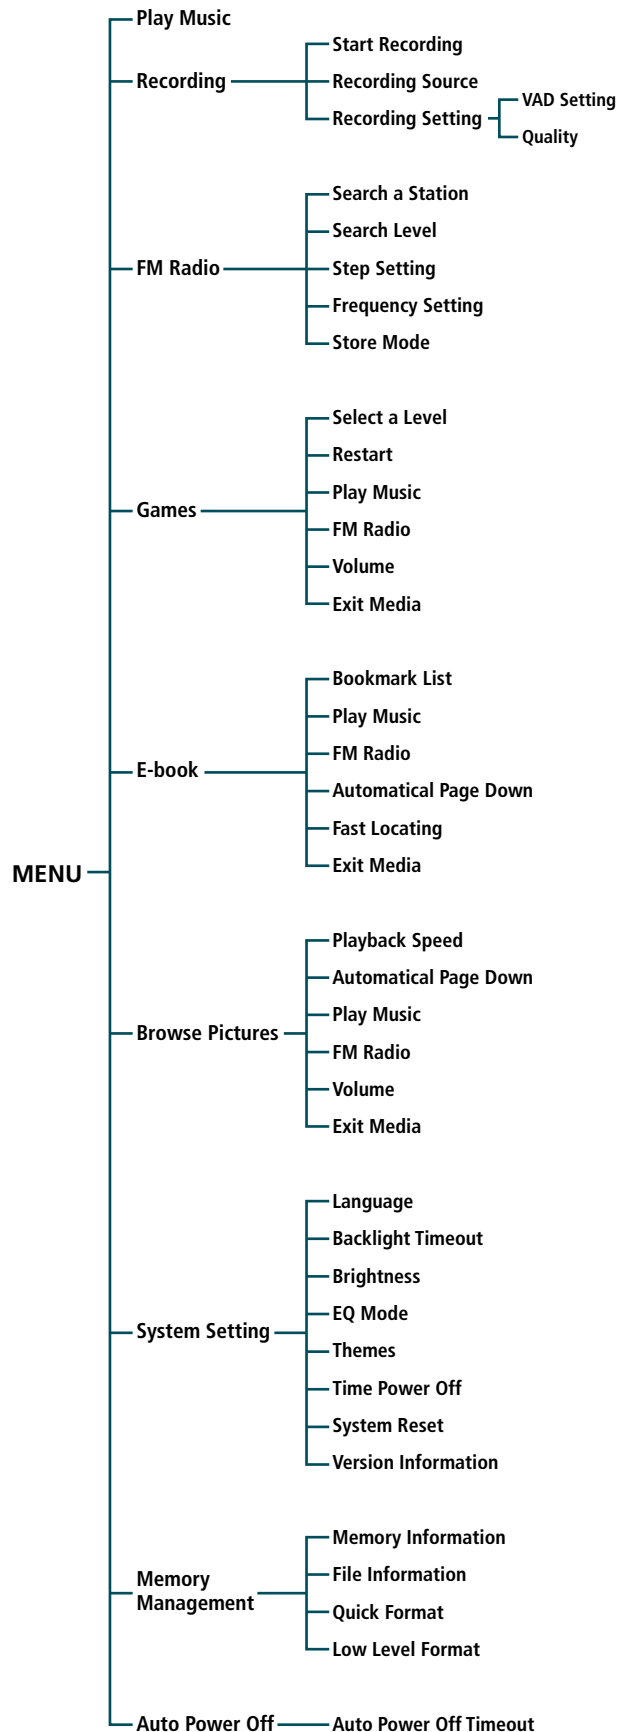 MENU
Play Music
Recording
Start Recording
Recording Source
Recording Setting
VAD Setting
Quality
FM Radio
Search a Station
Search Level
Step Setting
Frequency Setting
Store Mode
Games
Select a Level
Restart
Play Music
FM Radio
Volume
Exit Media
E-book
Bookmark List
Play Music
FM Radio
Automatical Page Down
Fast Locating
Exit Media
Browse Pictures
Playback Speed
Automatical Page Down
Play Music
FM Radio
Volume
Exit Media
System Setting
Language
Backlight Timeout
Brightness
EQ Mode
Themes
Time Power Off
System Reset
Version Information
Memory
Management
Memory Information
File Information
Quick Format
Low Level Format
Auto Power Off
Auto Power Off Timeout